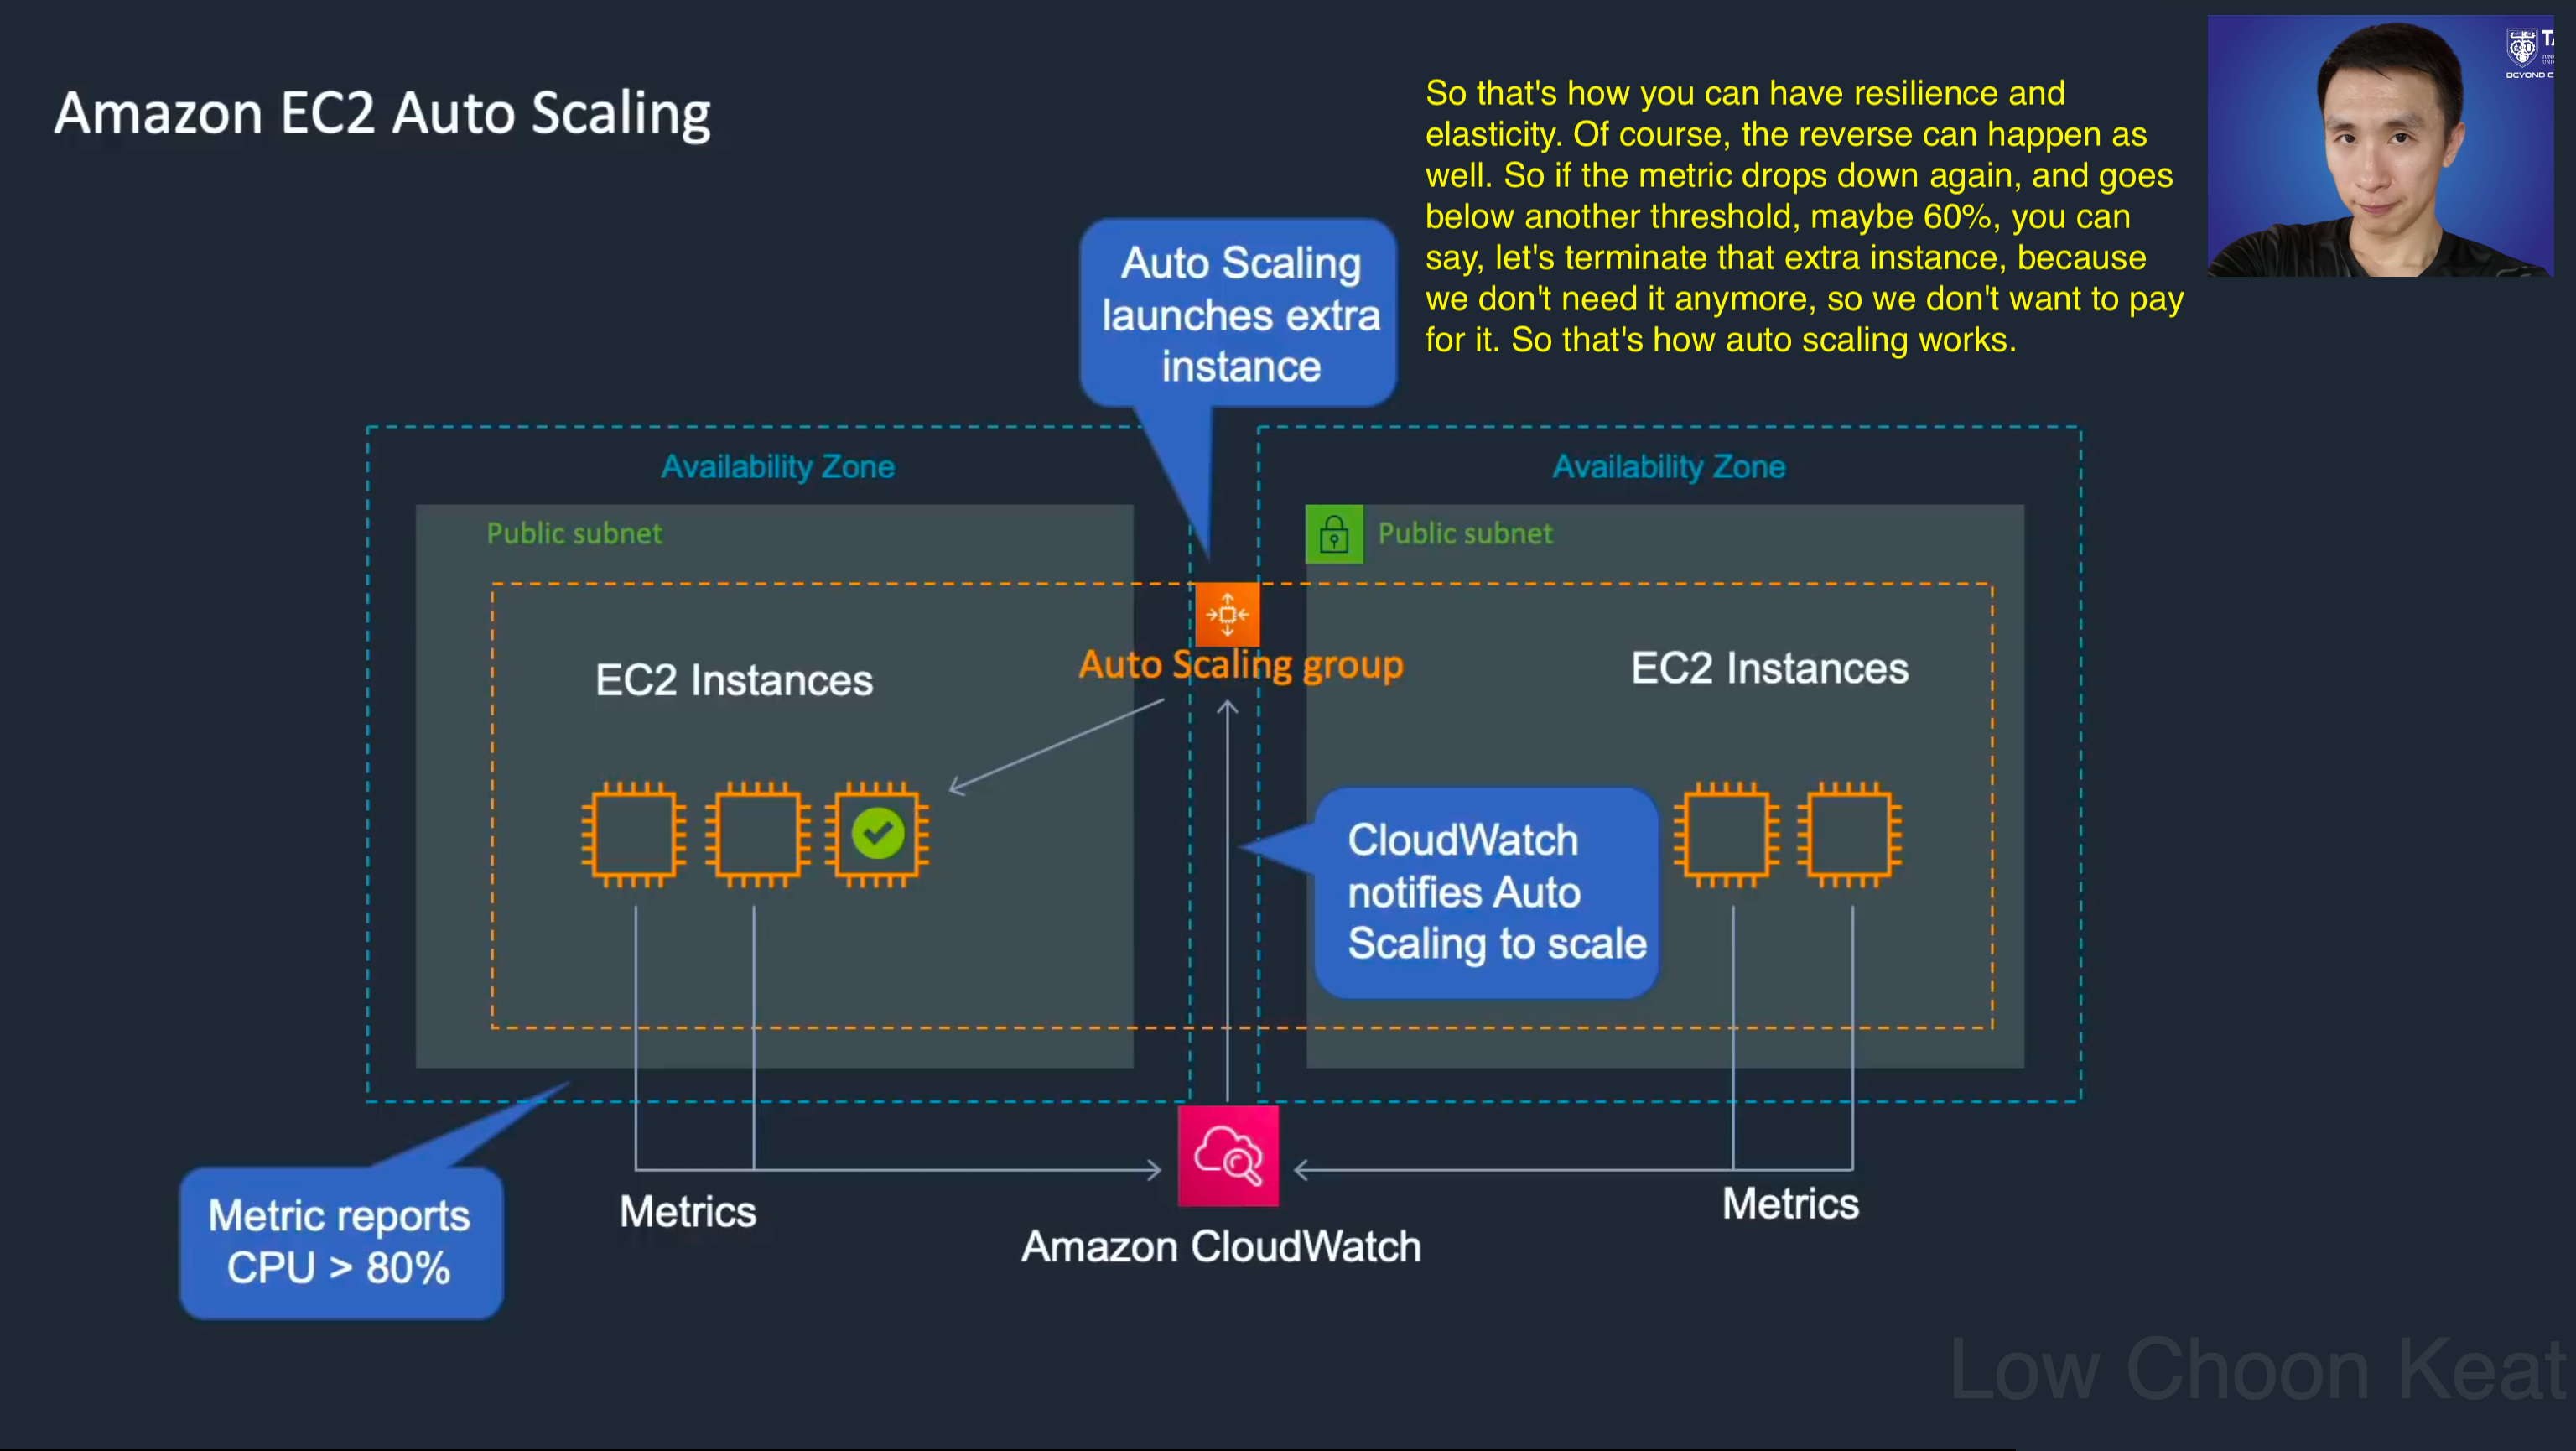 Amazon EC2 Auto Scaling
So that's how you can have resilience and
elasticity. Of course, the reverse can happen as
well. So if the metric drops down again, and goes
below another threshold, maybe 60%, you can
say, let's terminate that extra instance, because
we don't need it anymore, so we don't want to pay
for it. So that's how auto scaling works.
BEYOND E
Auto Scaling
launches extra
instance
Availability Zone
Availability Zone
Public subnet
Public subnet
Auto Scaling group
EC2 Instances
EC2 Instances
CloudWatch
notifies Auto
Scaling to scale
Metric reports
CPU > 80%
Metrics
Metrics
Amazon CloudWatch
Low Choon Keat